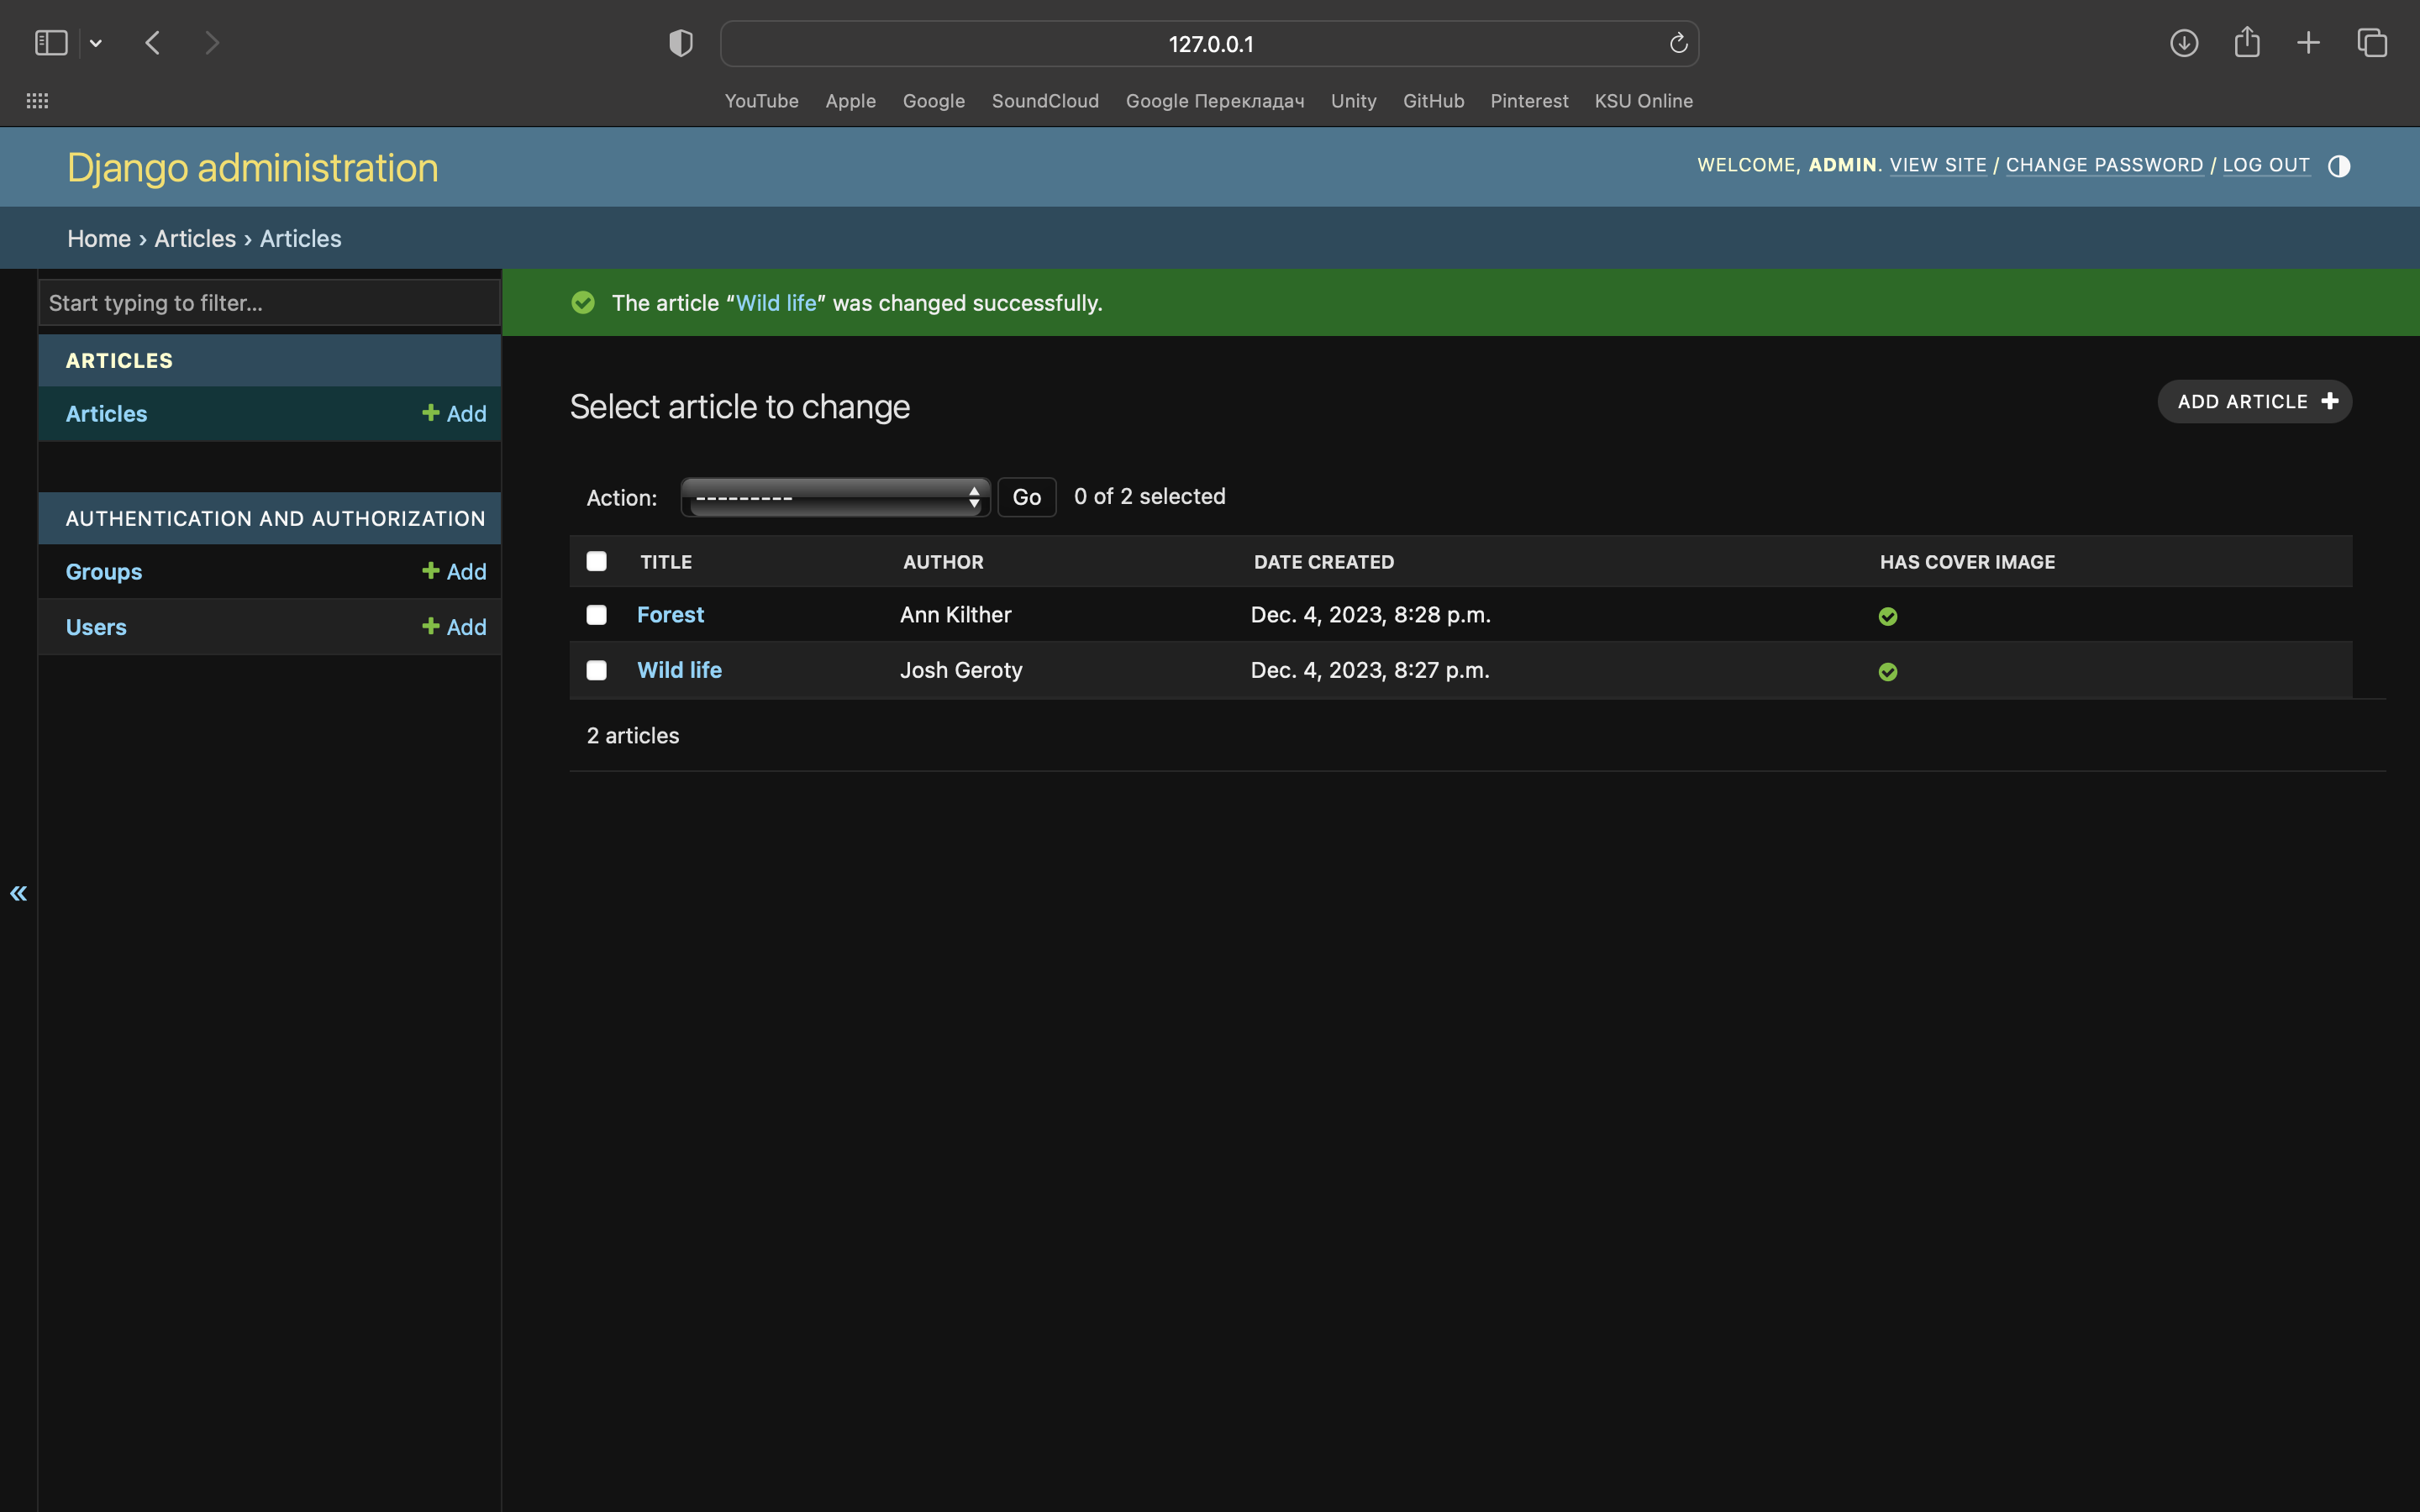 127.0.0.1
YouTube Apple Google SoundCloud Google Перекладач Unity GitHub Pinterest KSU Online
Django administration
WELCOME, ADMIN. VIEW SITE / CHANGE PASSWORD / LOG OUT
Home › Articles › Articles
Start typing to filter...
ARTICLES
Articles + Add
AUTHENTICATION AND AUTHORIZATION
Groups + Add
Users + Add
The article “Wild life” was changed successfully.
Select article to change
ADD ARTICLE +
Action: --------- Go 0 of 2 selected
TITLE AUTHOR DATE CREATED HAS COVER IMAGE
Forest Ann Kilther Dec. 4, 2023, 8:28 p.m.
Wild life Josh Geroty Dec. 4, 2023, 8:27 p.m.
2 articles
«